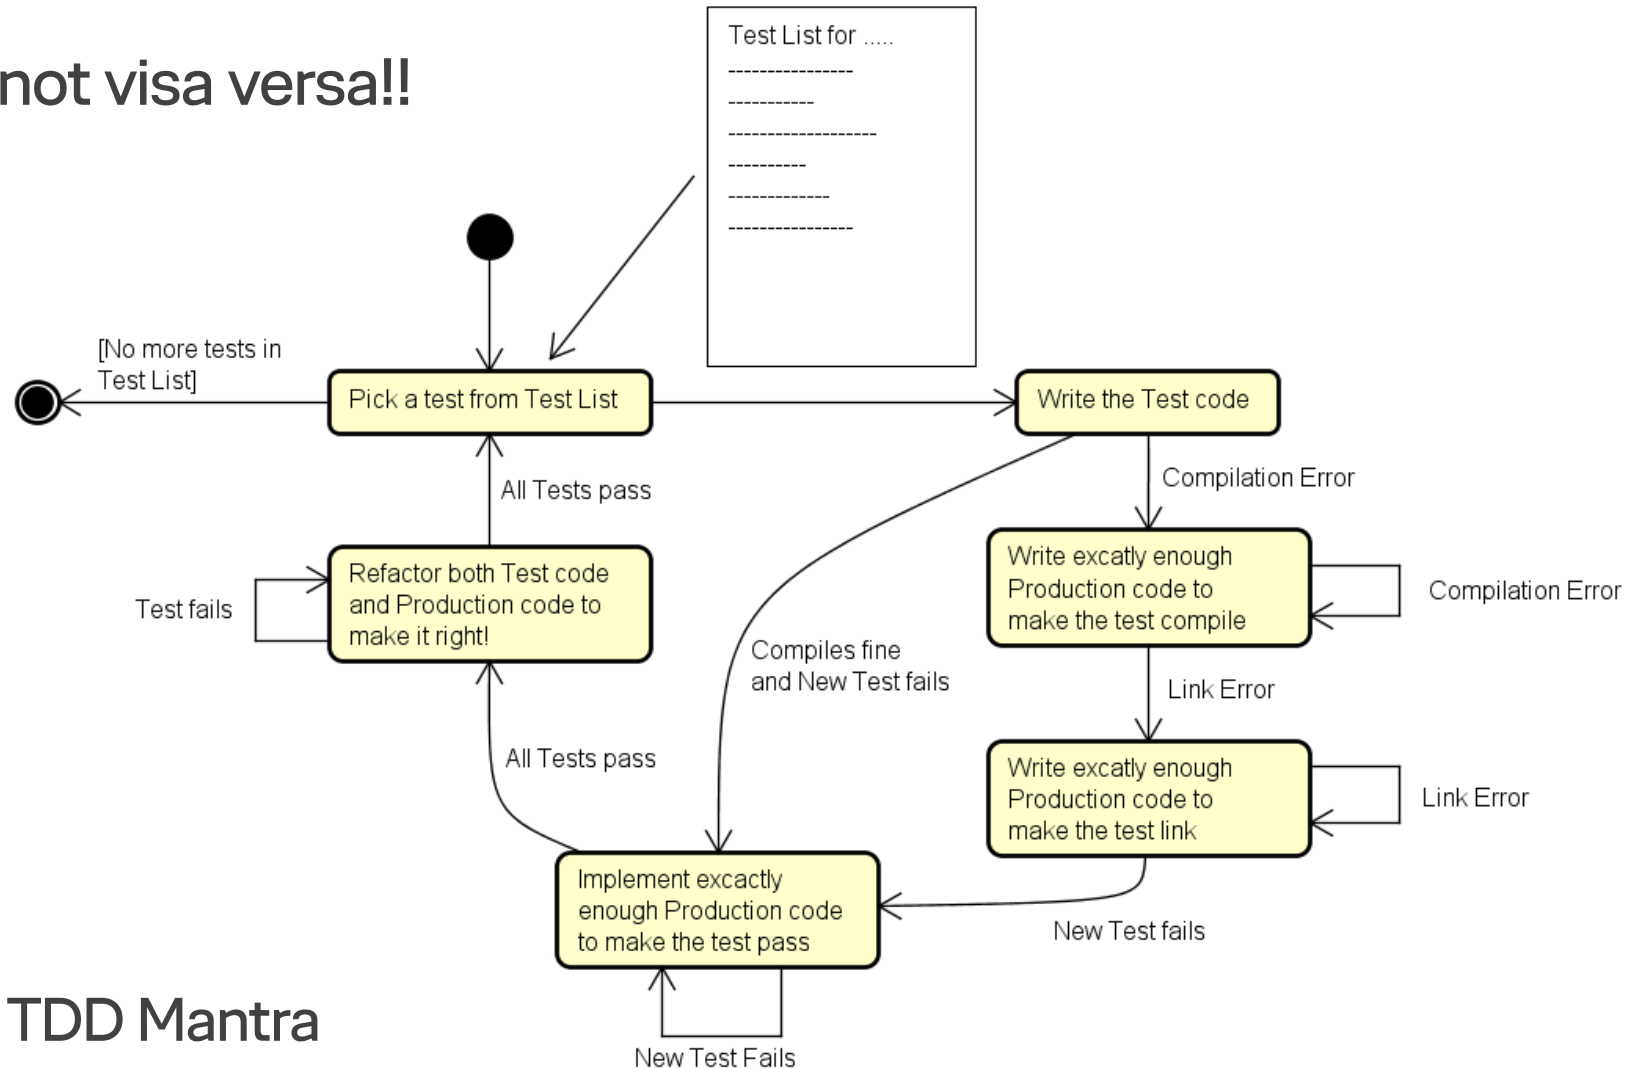 not visa versa!!
Test List for .....
----------------
-----------
-------------------
----------
-------------
----------------
[No more tests in
Test List]
Pick a test from Test List
Write the Test code
All Tests pass
Compilation Error
Refactor both Test code
and Production code to
make it right!
Test fails
Write excatly enough
Production code to
make the test compile
Compilation Error
Compiles fine
and New Test fails
Link Error
All Tests pass
Write excatly enough
Production code to
make the test link
Link Error
Implement excactly
enough Production code
to make the test pass
New Test fails
New Test Fails
TDD Mantra